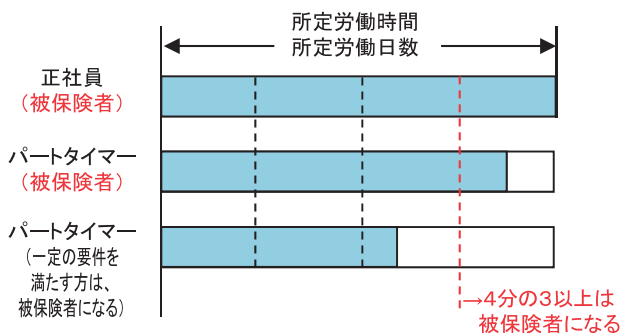 所定労働時間
所定労働日数
正社員
（被保険者）
パートタイマー
（被保険者）
パートタイマー
（一定の要件を
満たす方は、
被保険者になる）
→4分の3以上は
被保険者になる